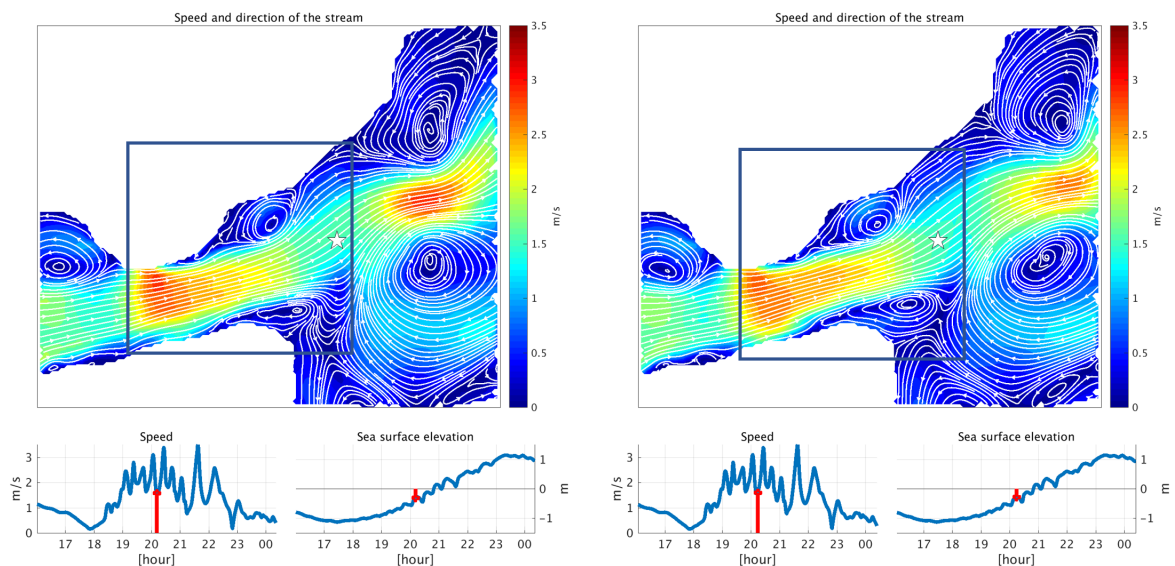 Speed and direction of the stream
3.5
3
2.5
2
1.5
1
0.5
0
m/s
Speed
3
2
1
0
m/s
17 18 19 20 21 22 23 00
[hour]
Sea surface elevation
1
0
-1
m
17 18 19 20 21 22 23 00
[hour]
Speed and direction of the stream
3.5
3
2.5
2
1.5
1
0.5
0
m/s
Speed
3
2
1
0
m/s
17 18 19 20 21 22 23 00
[hour]
Sea surface elevation
1
0
-1
m
17 18 19 20 21 22 23 00
[hour]